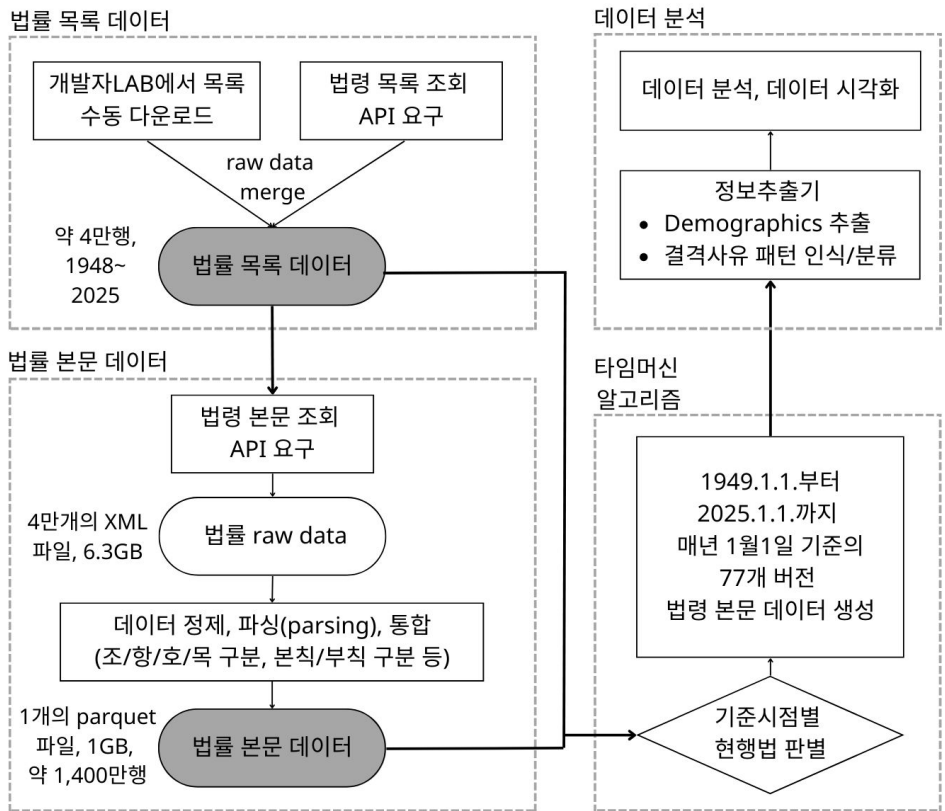 법률 목록 데이터
개발자LAB에서 목록
수동 다운로드
법령 목록 조회
API 요구
raw data
merge
약 4만행,
1948~
2025
법률 목록 데이터
법률 본문 데이터
법령 본문 조회
API 요구
4만개의 XML
파일, 6.3GB
법률 raw data
데이터 정제, 파싱(parsing), 통합
(조/항/호/목 구분, 본칙/부칙 구분 등)
1개의 parquet
파일, 1GB,
약 1,400만행
법률 본문 데이터
데이터 분석
데이터 분석, 데이터 시각화
정보추출기
• Demographics 추출
• 결격사유 패턴 인식/분류
타임머신
알고리즘
1949.1.1.부터
2025.1.1.까지
매년 1월1일 기준의
77개 버전
법령 본문 데이터 생성
기준시점별
현행법 판별